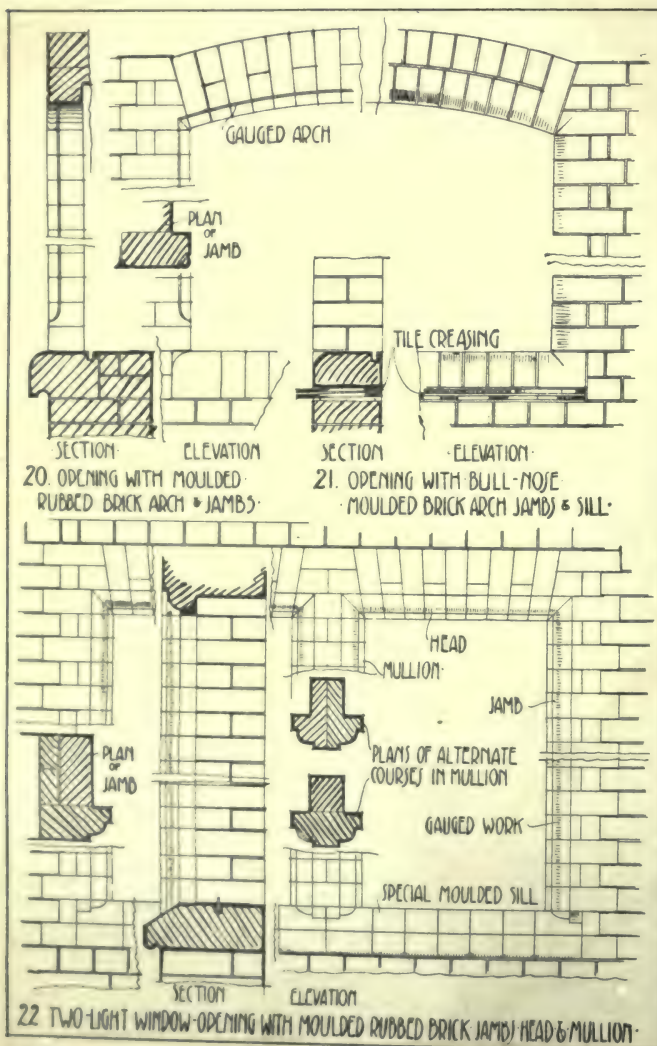 GAUGED ARCH
PLAN
OF
JAMB
TILE CREASING
SECTION
ELEVATION
20. OPENING WITH MOULDED
RUBBED BRICK ARCH & JAMBS.
SECTION
ELEVATION
21. OPENING WITH BULL-NOSE
MOULDED BRICK ARCH JAMBS & SILL.
HEAD
MULLION
JAMB
PLAN
OF
JAMB
PLANS OF ALTERNATE
COURSES IN MULLION
GAUGED WORK
SPECIAL MOULDED SILL
SECTION
ELEVATION
22 TWO-LIGHT WINDOW-OPENING WITH MOULDED RUBBED BRICK JAMBS HEAD & MULLION.